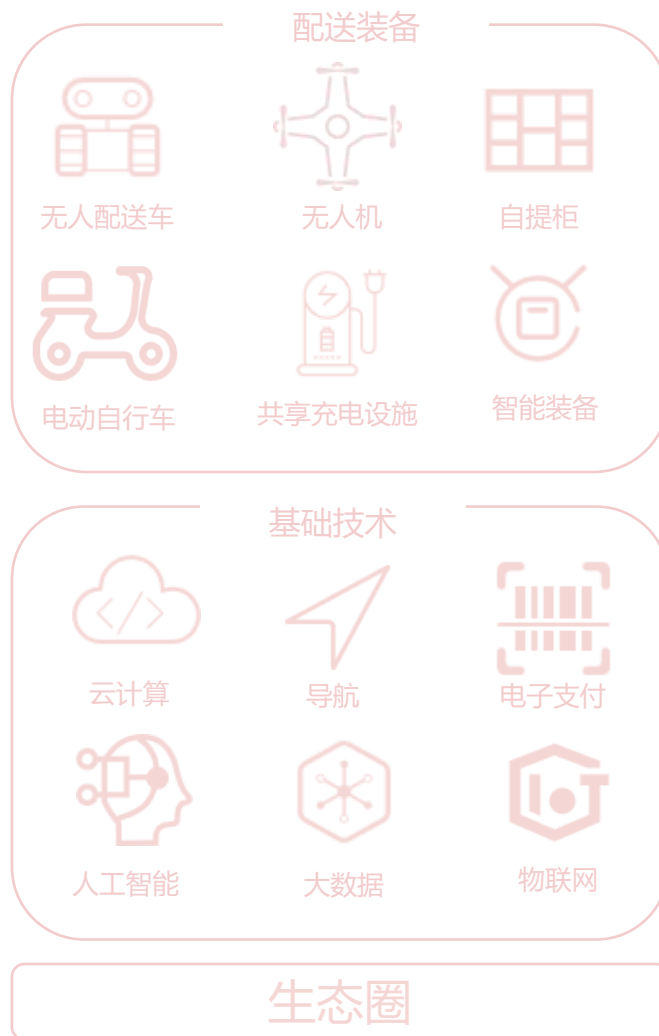 配送装备
无人配送车 无人机 自提柜
电动自行车 共享充电设施 智能装备
基础技术
云计算 导航 电子支付
人工智能 大数据 物联网
生态圈